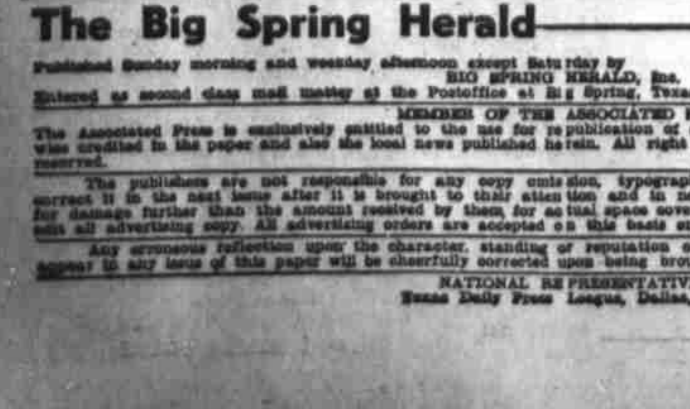 The Big Spring Herald
Published Sunday morning and weekday afternoon except Saturday by
BIG SPRING HERALD, Inc.
Entered as second class mail matter at the Postoffice at Big Spring, Texa
MEMBER OF THE ASSOCIATED
The Associated Press is exclusively entitled to the use for republication of
wise credited in the paper and also the local news published herein. All right
reserved.
The publishers are not responsible for any copy omission, typograp
correct it in the next issue after it is brought to their attention and in n
for damage further than the amount received by them for actual space cove
edit all advertising copy. All advertising orders are accepted on this basis
Any erroneous reflection upon the character, standing or reputation
appear in any issue of this paper will be cheerfully corrected upon being brou
NATIONAL REPRESENTATIV
Texas Daily Press League, Dallas,